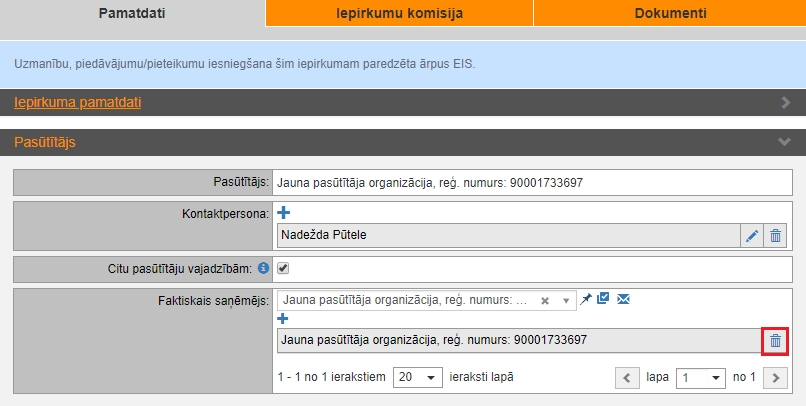 Pamatdati Iepirkumu komisija Dokumenti
Uzmanību, piedāvājumu/pieteikumu iesniegšana šim iepirkumam paredzēta ārpus EIS.
Iepirkuma pamatdati
Pasūtītājs
Pasūtītājs: Jauna pasūtītāja organizācija, reģ. numurs: 90001733697
Kontaktpersona:
Nadežda Pūtele
Citu pasūtītāju vajadzībām:
Faktiskais saņēmējs: Jauna pasūtītāja organizācija, reģ. numurs: ...
Jauna pasūtītāja organizācija, reģ. numurs: 90001733697
1 - 1 no 1 ierakstiem 20 ieraksti lapā lapa 1 no 1